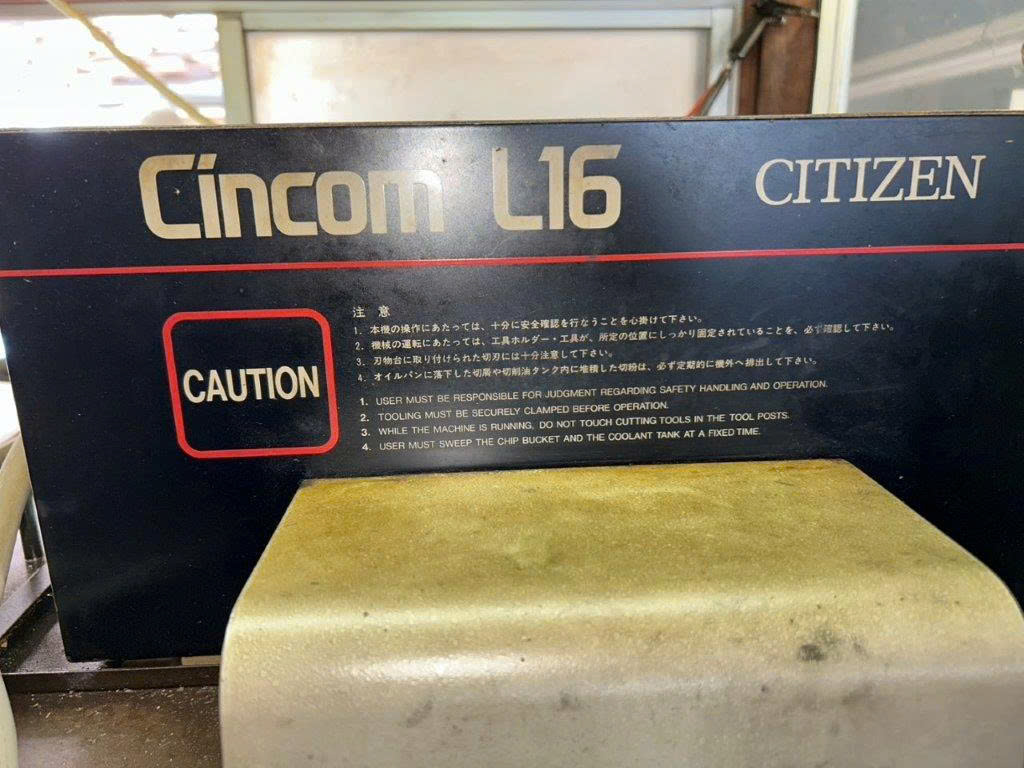 Cincom L16
CITIZEN
CAUTION
注 意
1. 本機の操作にあたっては、十分に安全確認を行なうことを心掛けて下さい。
2. 機械の運転にあたっては、工具ホルダー・工具が、所定の位置にしっかり固定されていることを、必ず確認して下さい。
3. 刃物台に取り付けられた切刃には十分注意して下さい。
4. オイルパンに落下した切屑や切削油タンク内に堆積した切粉は、必ず定期的に機外へ排出して下さい。
1. USER MUST BE RESPONSIBLE FOR JUDGMENT REGARDING SAFETY HANDLING AND OPERATION.
2. TOOLING MUST BE SECURELY CLAMPED BEFORE OPERATION.
3. WHILE THE MACHINE IS RUNNING, DO NOT TOUCH CUTTING TOOLS IN THE TOOL POSTS.
4. USER MUST SWEEP THE CHIP BUCKET AND THE COOLANT TANK AT A FIXED TIME.